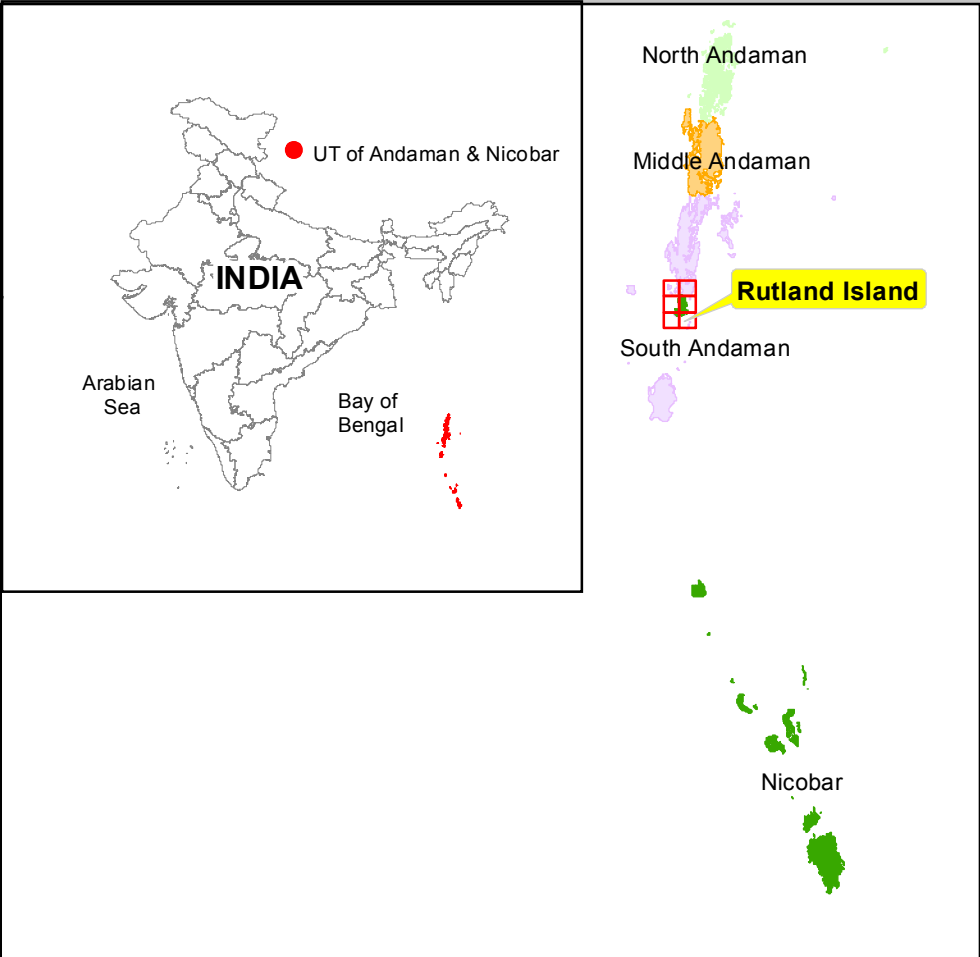 UT of Andaman & Nicobar
INDIA
Arabian
Sea
Bay of
Bengal
North Andaman
Middle Andaman
Rutland Island
South Andaman
Nicobar